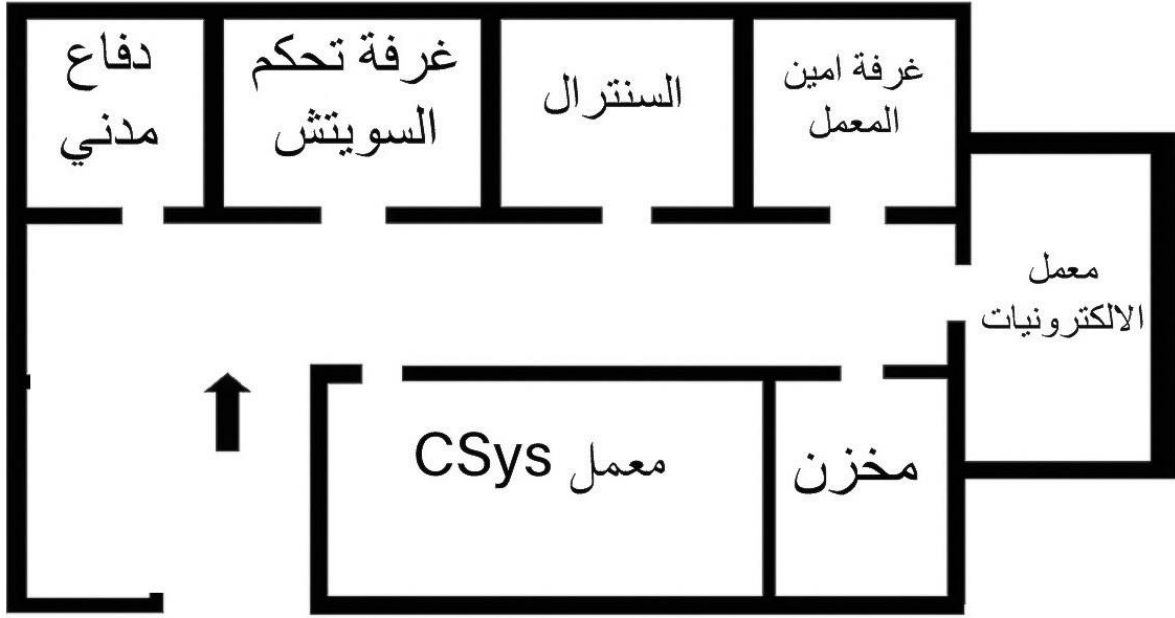 دفاع
مدني
غرفة تحكم
السويتش
السنترال
غرفة امين
المعمل
معمل
الالكترونيات
معمل CSys
مخزن